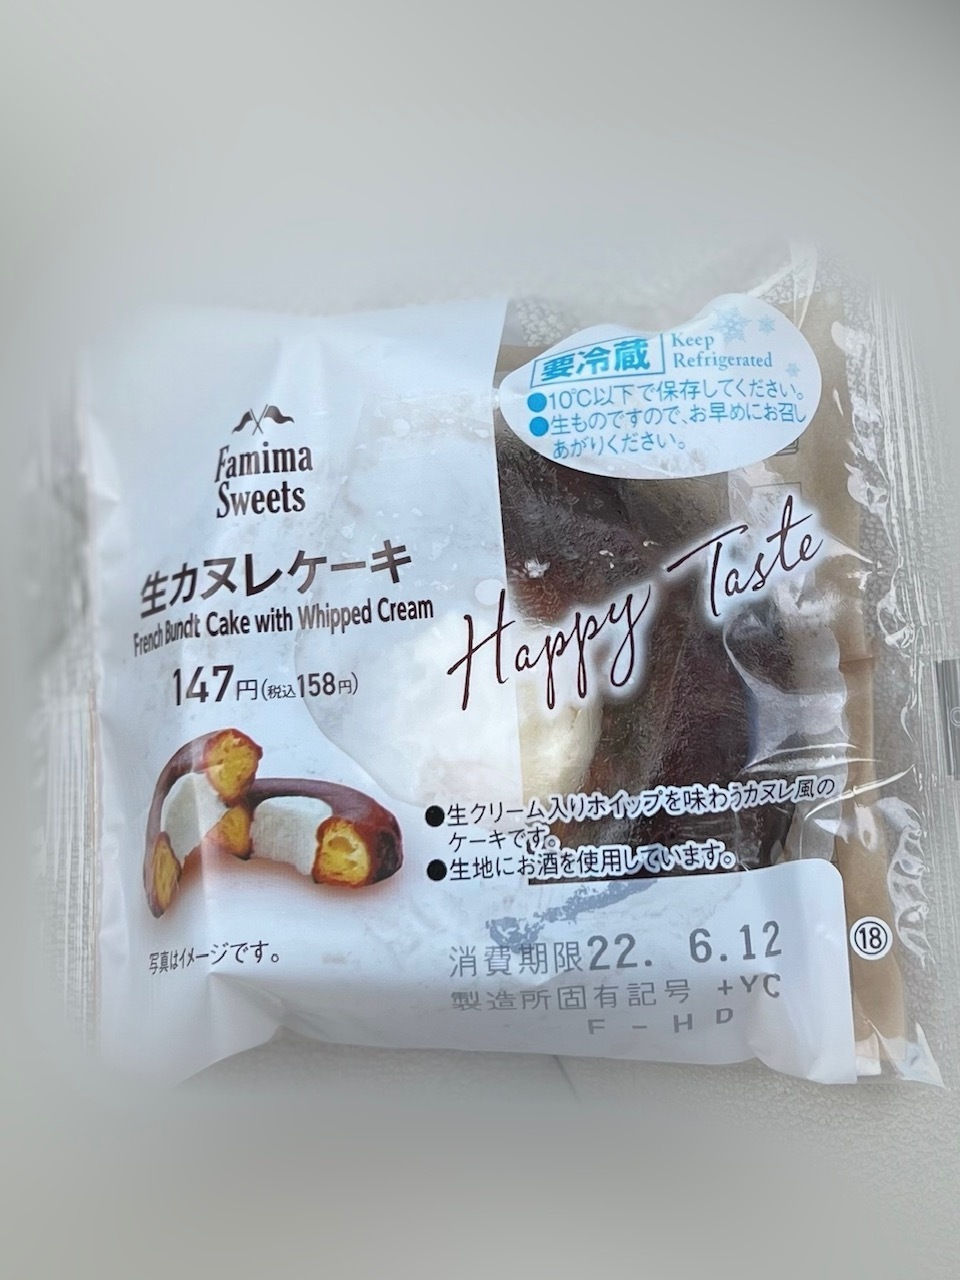 要冷蔵
Keep
Refrigerated
●10℃以下で保存してください。
●生ものですので、お早めにお召し
あがりください。
Famima
Sweets
生カヌレケーキ
French Bundt Cake with Whipped Cream
147円(税込158円)
Happy Taste
●生クリーム入りホイップを味わうカヌレ風の
ケーキです。
●生地にお酒を使用しています。
写真はイメージです。
消費期限22. 6.12
製造所固有記号 +YC
F-HD
⑱